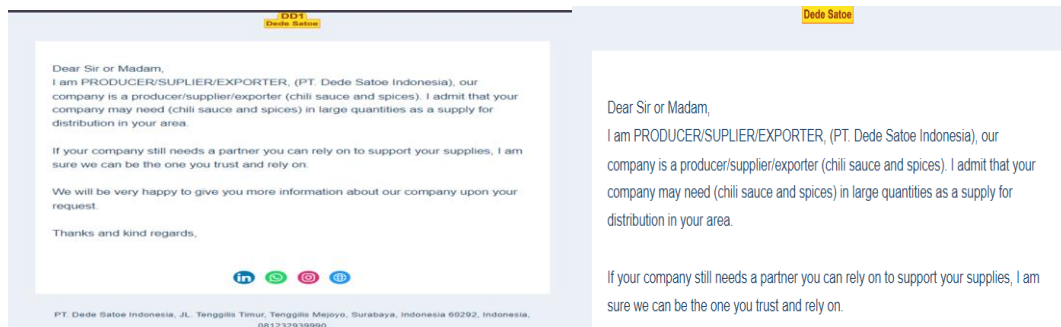 DD1
Dede Satoe
Dear Sir or Madam,
I am PRODUCER/SUPLIER/EXPORTER, (PT. Dede Satoe Indonesia), our
company is a producer/supplier/exporter (chili sauce and spices). I admit that your
company may need (chili sauce and spices) in large quantities as a supply for
distribution in your area.
If your company still needs a partner you can rely on to support your supplies, I am
sure we can be the one you trust and rely on.
We will be very happy to give you more information about our company upon your
request.
Thanks and kind regards,
in
PT. Dede Satoe Indonesia, JL. Tenggilis Timur, Tenggilis Mejoyo, Surabaya, Indonesia 60292, Indonesia,
081232939990
Dede Satoe
Dear Sir or Madam,
I am PRODUCER/SUPLIER/EXPORTER, (PT. Dede Satoe Indonesia), our
company is a producer/supplier/exporter (chili sauce and spices). I admit that your
company may need (chili sauce and spices) in large quantities as a supply for
distribution in your area.
If your company still needs a partner you can rely on to support your supplies, I am
sure we can be the one you trust and rely on.